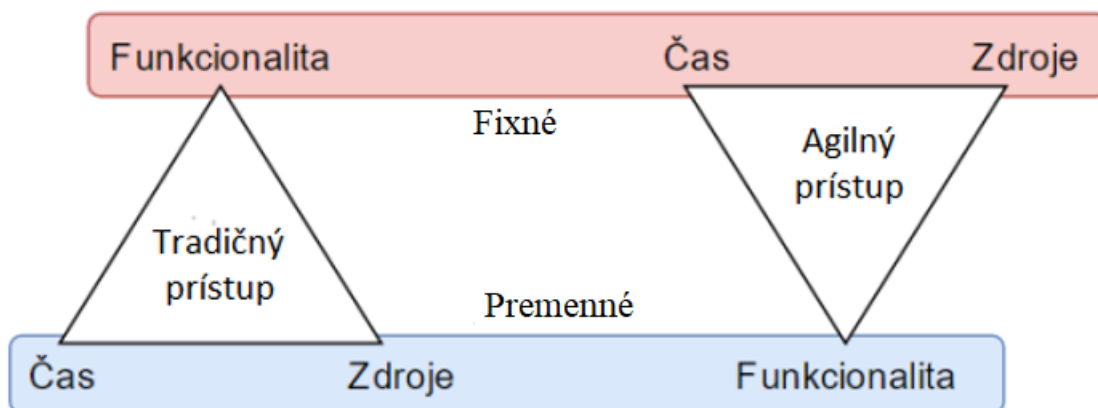 Funkcionalita Čas Zdroje
Fixné
Agilný
prístup
Tradičný
prístup
Premenné
Čas Zdroje Funkcionalita